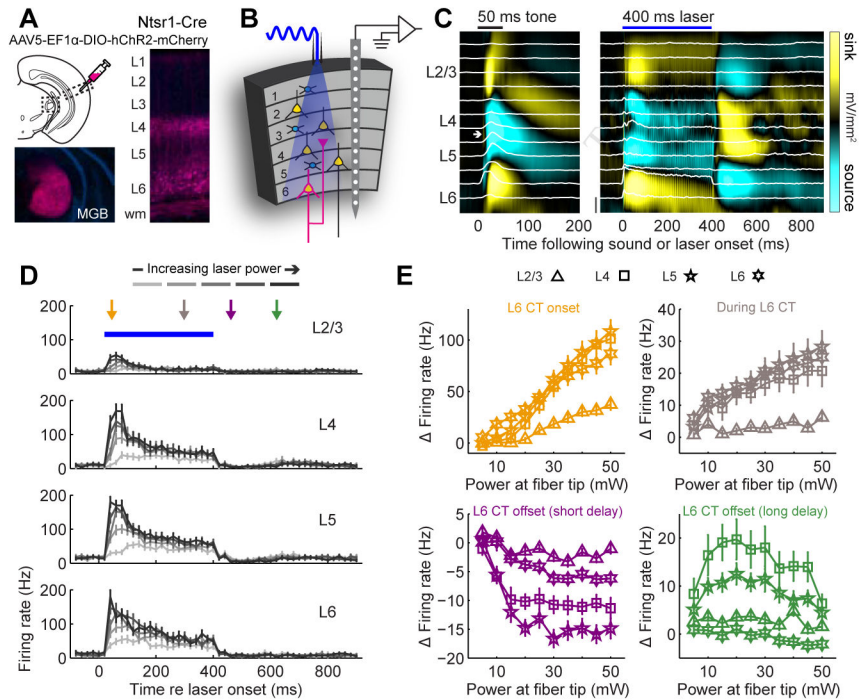 A
Ntsr1-Cre
AAV5-EF1α-DIO-hChR2-mCherry
L1
L2
L3
L4
L5
L6
wm
MGB
B
1
2
3
4
5
6
C
50 ms tone
400 ms laser
L2/3
L4
L5
L6
0 100 200
0 200 400 600 800
Time following sound or laser onset (ms)
sink
mV/mm²
source
D
Increasing laser power
200
100
0
L2/3
200
100
0
L4
200
100
0
L5
200
100
0
L6
Firing rate (Hz)
0 200 400 600 800
Time re laser onset (ms)
E
L2/3 L4 L5 L6
L6 CT onset
Δ Firing rate (Hz)
100
50
0
10 30 50
Power at fiber tip (mW)
During L6 CT
Δ Firing rate (Hz)
40
30
20
10
0
10 30 50
Power at fiber tip (mW)
L6 CT offset (short delay)
Δ Firing rate (Hz)
5
0
−5
−10
−15
−20
10 30 50
Power at fiber tip (mW)
L6 CT offset (long delay)
Δ Firing rate (Hz)
20
10
0
10 30 50
Power at fiber tip (mW)